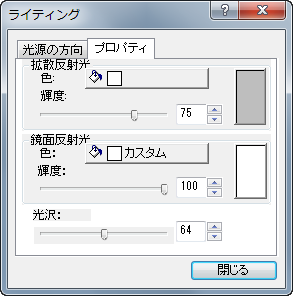 ライティング
光源の方向 プロパティ
拡散反射光
色:
輝度:
75
鏡面反射光
色: カスタム
輝度:
100
光沢:
64
閉じる